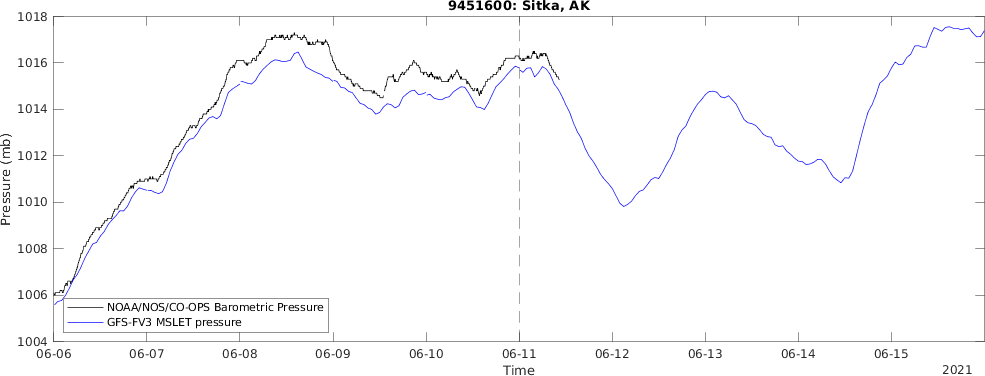 9451600: Sitka, AK
1018
1016
1014
1012
1010
1008
1006
1004
Pressure (mb)
NOAA/NOS/CO-OPS Barometric Pressure
GFS-FV3 MSLET pressure
06-06 06-07 06-08 06-09 06-10 06-11 06-12 06-13 06-14 06-15
Time
2021